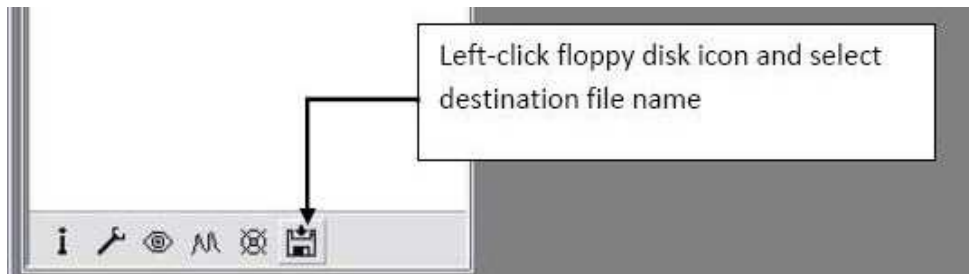 Left-click floppy disk icon and select
destination file name